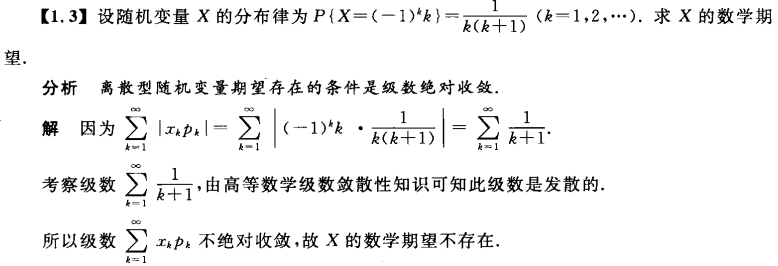 【1.3】设随机变量 X 的分布律为 P{X=(-1)^k k}=\frac{1}{k(k+1)} (k=1,2,⋯). 求 X 的数学期
望.
分析 离散型随机变量期望存在的条件是级数绝对收敛.
解 因为 \sum_{k=1}^{\infty} |x_k p_k| = \sum_{k=1}^{\infty} \left| (-1)^k k \cdot \frac{1}{k(k+1)} \right| = \sum_{k=1}^{\infty} \frac{1}{k+1}.
考察级数 \sum_{k=1}^{\infty} \frac{1}{k+1},由高等数学级数敛散性知识可知此级数是发散的.
所以级数 \sum_{k=1}^{\infty} x_k p_k 不绝对收敛,故 X 的数学期望不存在.